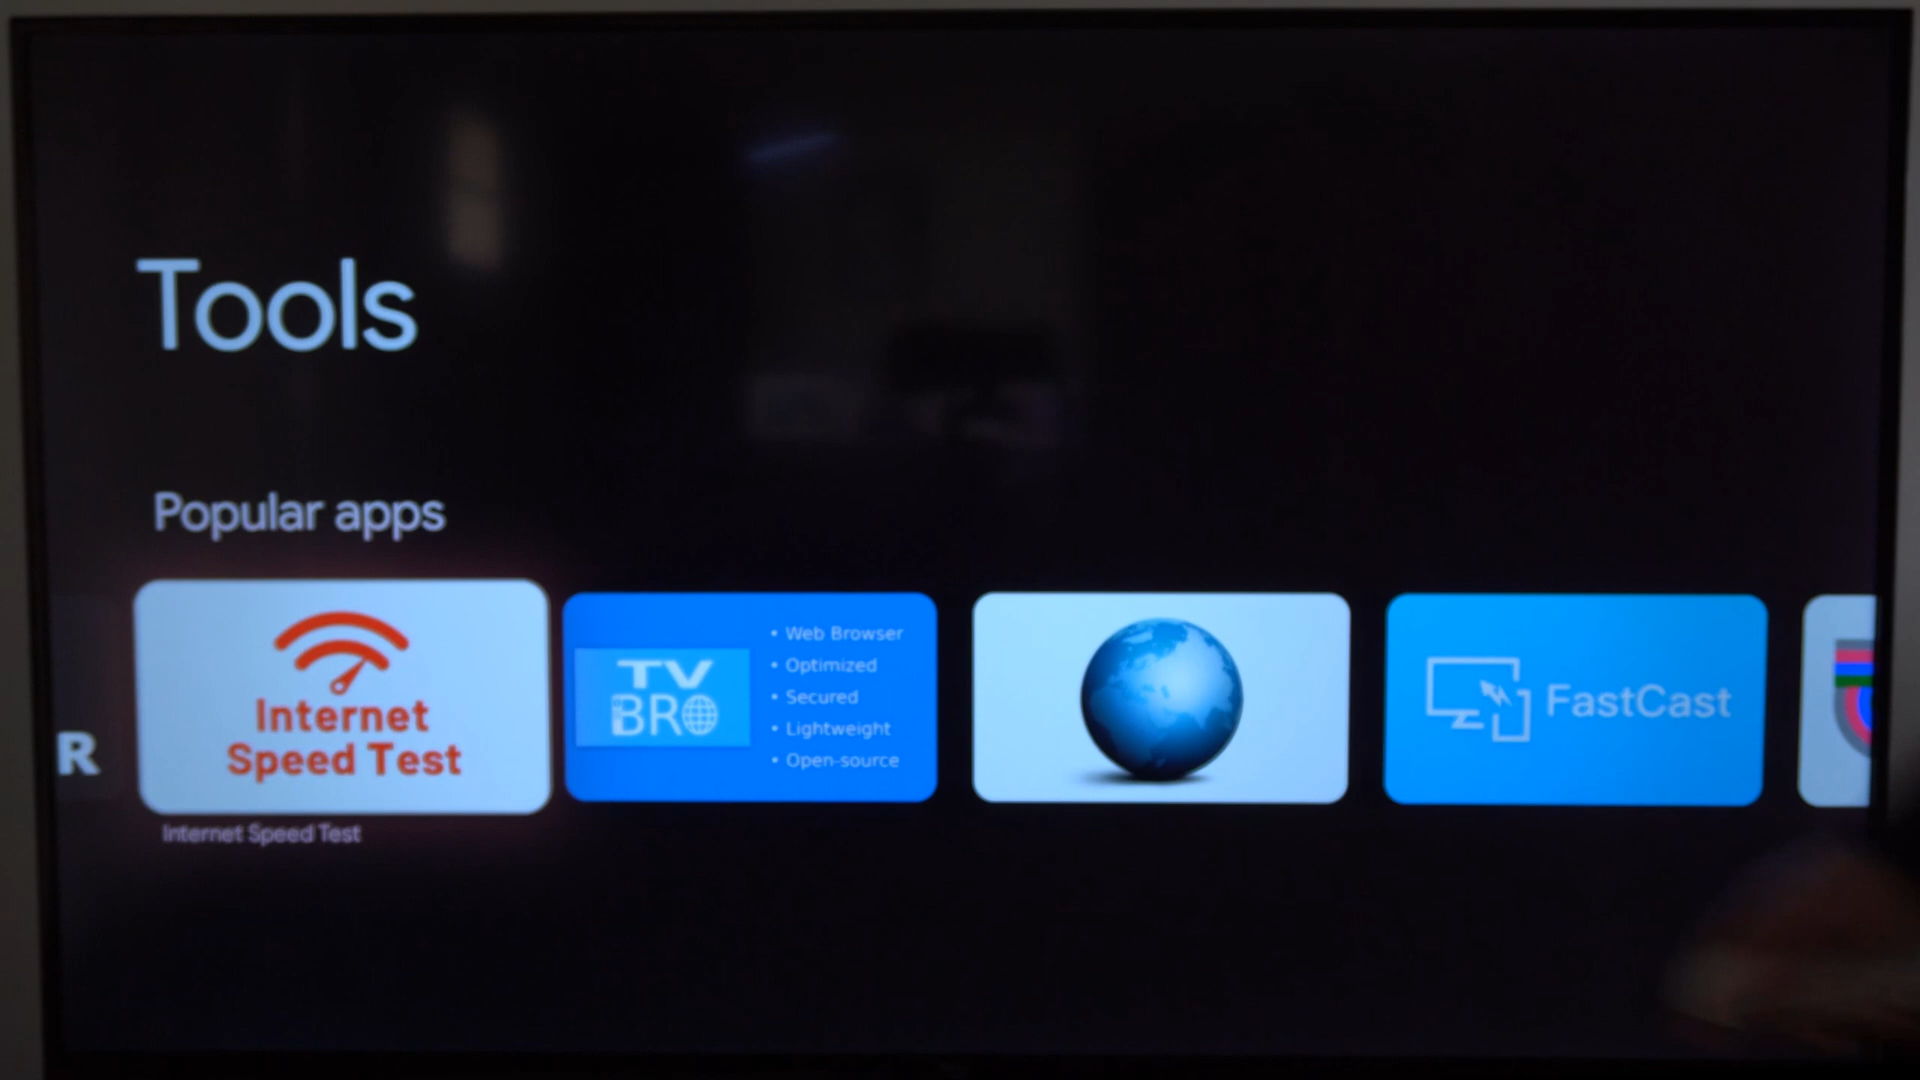 Tools
Popular apps
R
Internet
Speed Test
TV
BRO
• Web Browser
• Optimized
• Secured
• Lightweight
• Open-source
FastCast
Internet Speed Test